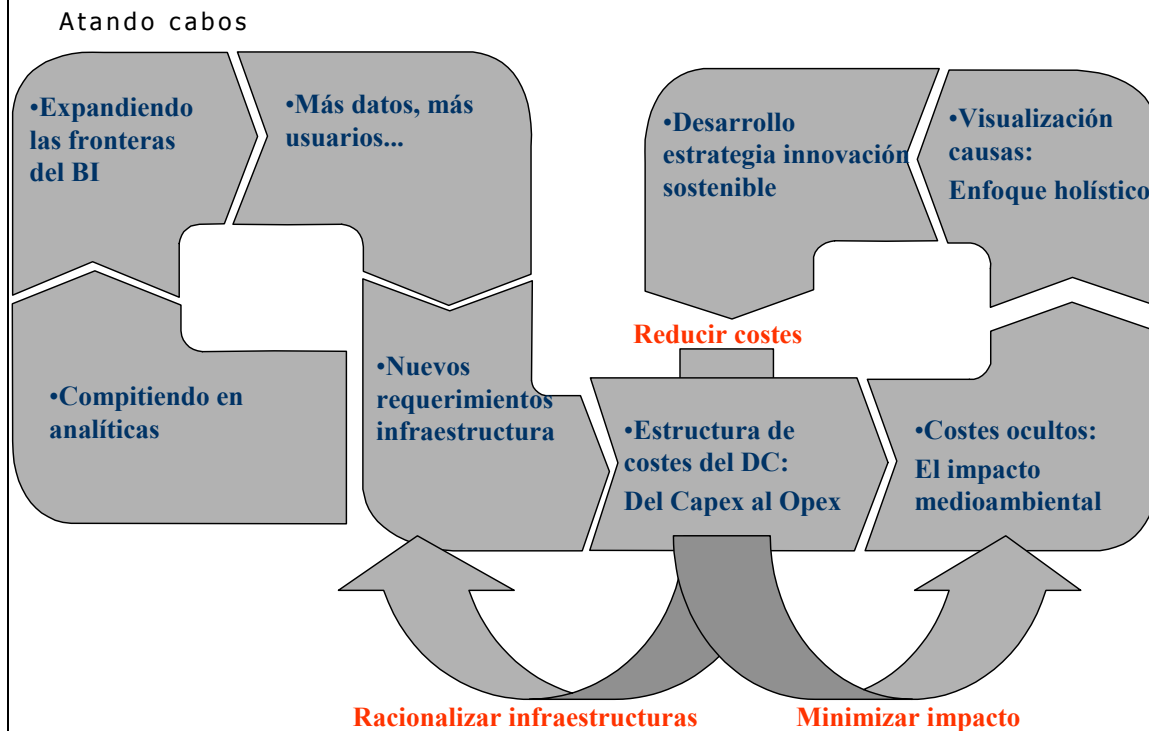 Atando cabos
•Expandiendo
las fronteras
del BI
•Más datos, más
usuarios...
•Desarrollo
estrategia innovación
sostenible
•Visualización
causas:
Enfoque holístico
Reducir costes
•Compitiendo en
analíticas
•Nuevos
requerimientos
infraestructura
•Estructura de
costes del DC:
Del Capex al Opex
•Costes ocultos:
El impacto
medioambiental
Racionalizar infraestructuras
Minimizar impacto